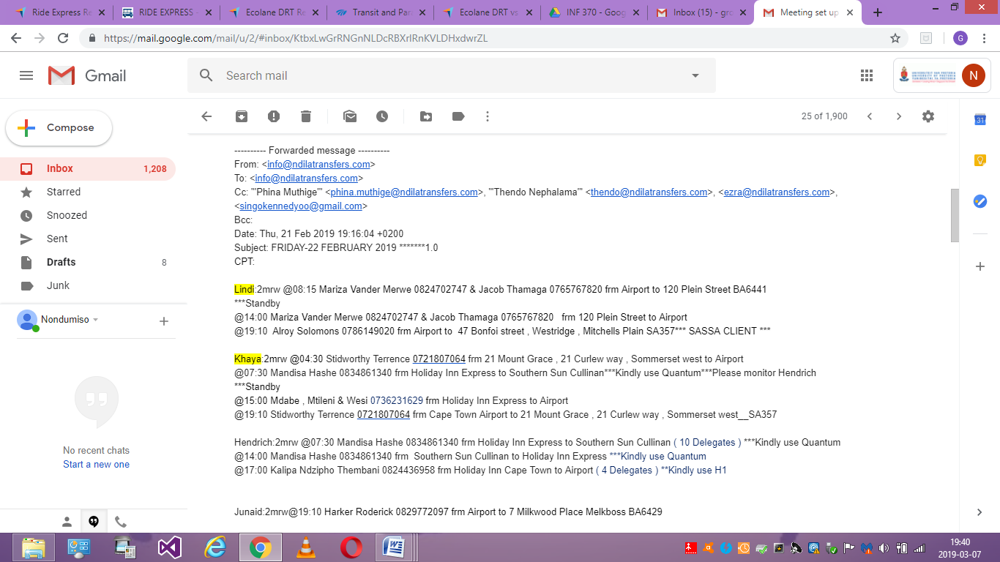 Ride Express Re
RIDE EXPRESS -
Ecolane DRT Re
Transit and Par
Ecolane DRT vs
INF 370 - Goog
Inbox (15) - gro
Meeting set up
https://mail.google.com/mail/u/2/#inbox/KtbxLwGrRNGnNLDcRBXrlRnKVLDHxdwrZL
G
Gmail
Search mail
UNIVERSITEIT VAN PRETORIA
UNIVERSITY OF PRETORIA
YUNIBESITHI YA PRETORIA
N
Compose
25 of 1,900
31
Inbox 1,208
Starred
Snoozed
Sent
Drafts 8
Junk
Nondumiso
No recent chats
Start a new one
---------- Forwarded message ----------
From: <info@ndilatransfers.com>
To: <info@ndilatransfers.com>
Cc: "'Phina Muthige'" <phina.muthige@ndilatransfers.com>, "'Thendo Nephalama'" <thendo@ndilatransfers.com>, <ezra@ndilatransfers.com>,
<singokennedyoo@gmail.com>
Bcc:
Date: Thu, 21 Feb 2019 19:16:04 +0200
Subject: FRIDAY-22 FEBRUARY 2019 *******1.0
CPT:
Lindi:2mrw @08:15 Mariza Vander Merwe 0824702747 & Jacob Thamaga 0765767820 frm Airport to 120 Plein Street BA6441
***Standby
@14:00 Mariza Vander Merwe 0824702747 & Jacob Thamaga 0765767820 frm 120 Plein Street to Airport
@19:10 Alroy Solomons 0786149020 frm Airport to 47 Bonfoi street , Westridge , Mitchells Plain SA357*** SASSA CLIENT ***
Khaya:2mrw @04:30 Stidworthy Terrence 0721807064 frm 21 Mount Grace , 21 Curlew way , Sommerset west to Airport
@07:30 Mandisa Hashe 0834861340 frm Holiday Inn Express to Southern Sun Cullinan***Kindly use Quantum***Please monitor Hendrich
***Standby
@15:00 Mdabe , Mtileni & Wesi 0736231629 frm Holiday Inn Express to Airport
@19:10 Stidworthy Terrence 0721807064 frm Cape Town Airport to 21 Mount Grace , 21 Curlew way , Sommerset west__SA357
Hendrich:2mrw @07:30 Mandisa Hashe 0834861340 frm Holiday Inn Express to Southern Sun Cullinan ( 10 Delegates ) ***Kindly use Quantum
@14:00 Mandisa Hashe 0834861340 frm Southern Sun Cullinan to Holiday Inn Express ***Kindly use Quantum
@17:00 Kalipa Ndzipho Thembani 0824436958 frm Holiday Inn Cape Town to Airport ( 4 Delegates ) **Kindly use H1
Junaid:2mrw@19:10 Harker Roderick 0829772097 frm Airport to 7 Milkwood Place Melkboss BA6429
19:40
2019-03-07